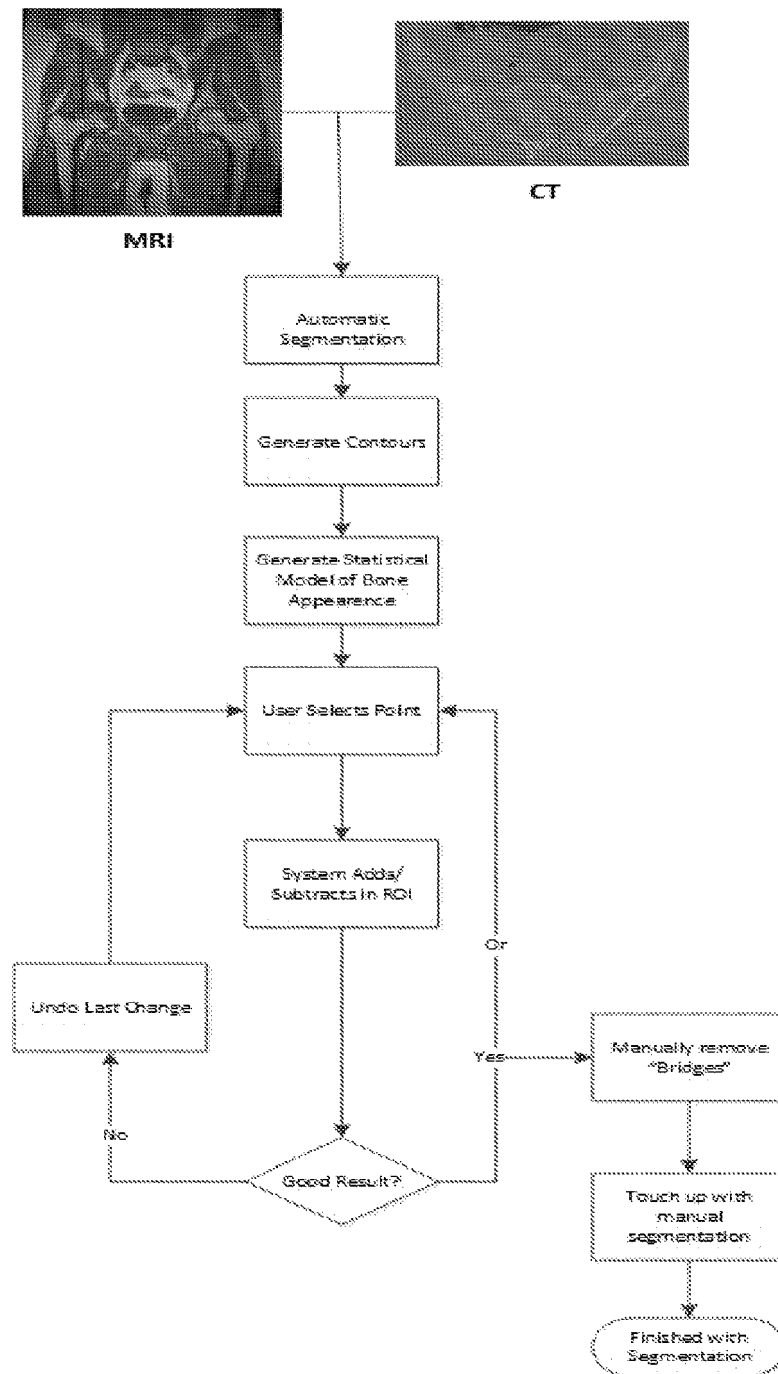 CT
MRI
Automatic
Segmentation
Generate Contours
Generate Statistical
Model of Bone
Appearence
User Selects Point
System Adds/
Subtracts in ROI
Or
Undo Last Change
Yes
Manually remove
"Bridges"
No
Good Result?
Touch up with
manual
segmentation
Finished with
Segmentation